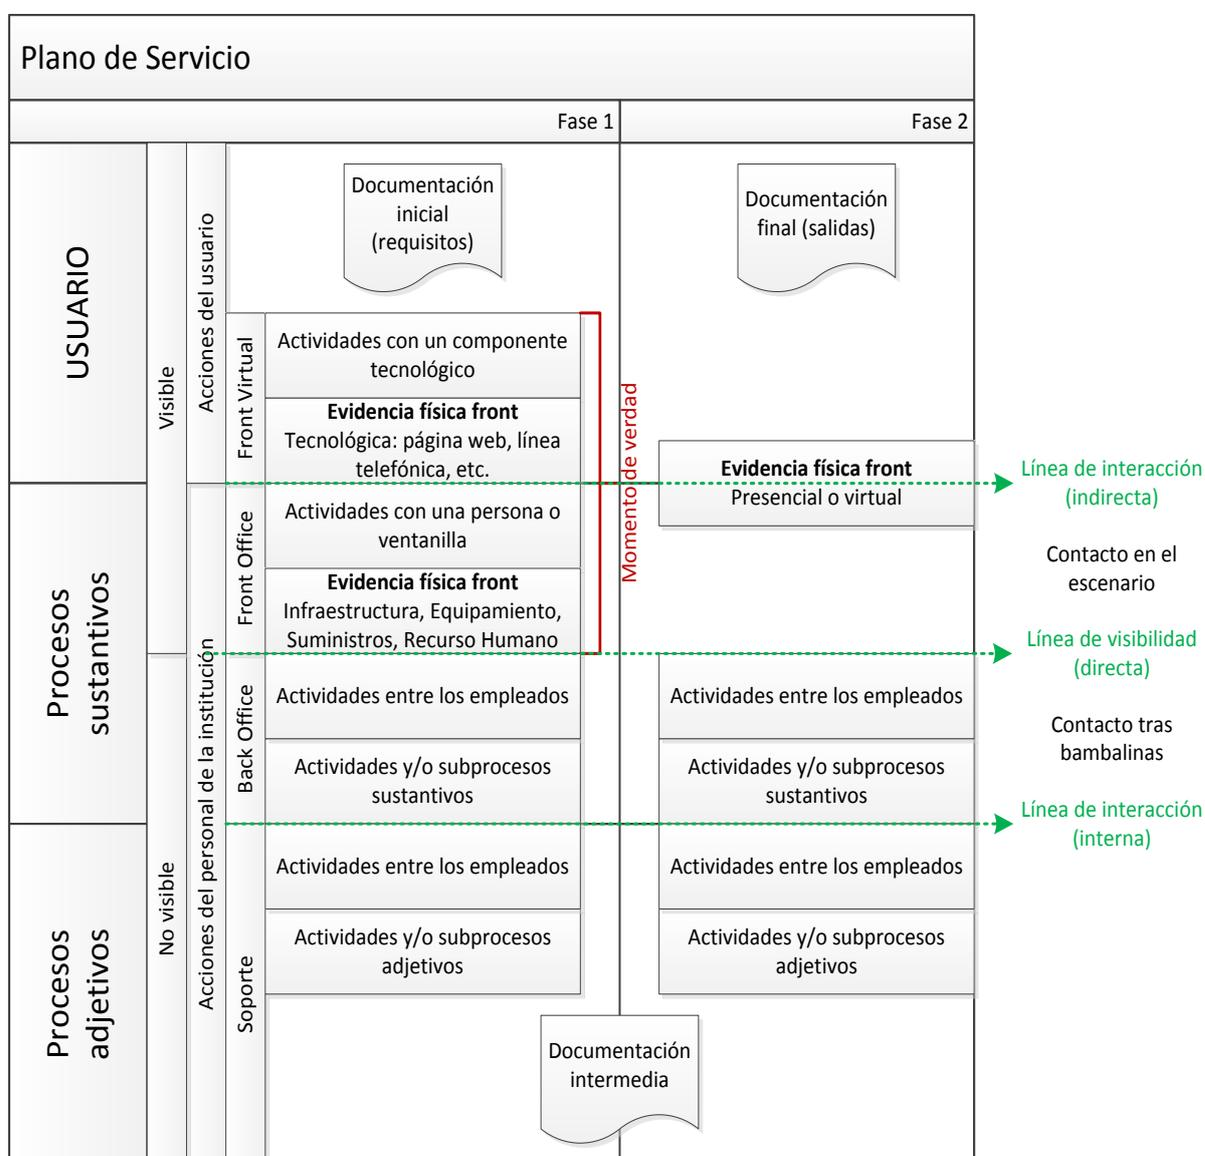 Plano de Servicio
Fase 1
Fase 2
USUARIO
Visible
Acciones del usuario
Documentación
inicial
(requisitos)
Documentación
final (salidas)
Front Virtual
Actividades con un componente
tecnológico
Evidencia física front
Tecnológica: página web, línea
telefónica, etc.
Momento de verdad
Evidencia física front
Presencial o virtual
Línea de interacción
(indirecta)
Procesos
sustantivos
Front Office
Actividades con una persona o
ventanilla
Evidencia física front
Infraestructura, Equipamiento,
Suministros, Recurso Humano
Contacto en el
escenario
Línea de visibilidad
(directa)
No visible
Acciones del personal de la institución
Back Office
Actividades entre los empleados
Actividades y/o subprocesos
sustantivos
Actividades entre los empleados
Actividades y/o subprocesos
sustantivos
Contacto tras
bambalinas
Línea de interacción
(interna)
Procesos
adjetivos
Soporte
Actividades entre los empleados
Actividades y/o subprocesos
adjetivos
Actividades entre los empleados
Actividades y/o subprocesos
adjetivos
Documentación
intermedia